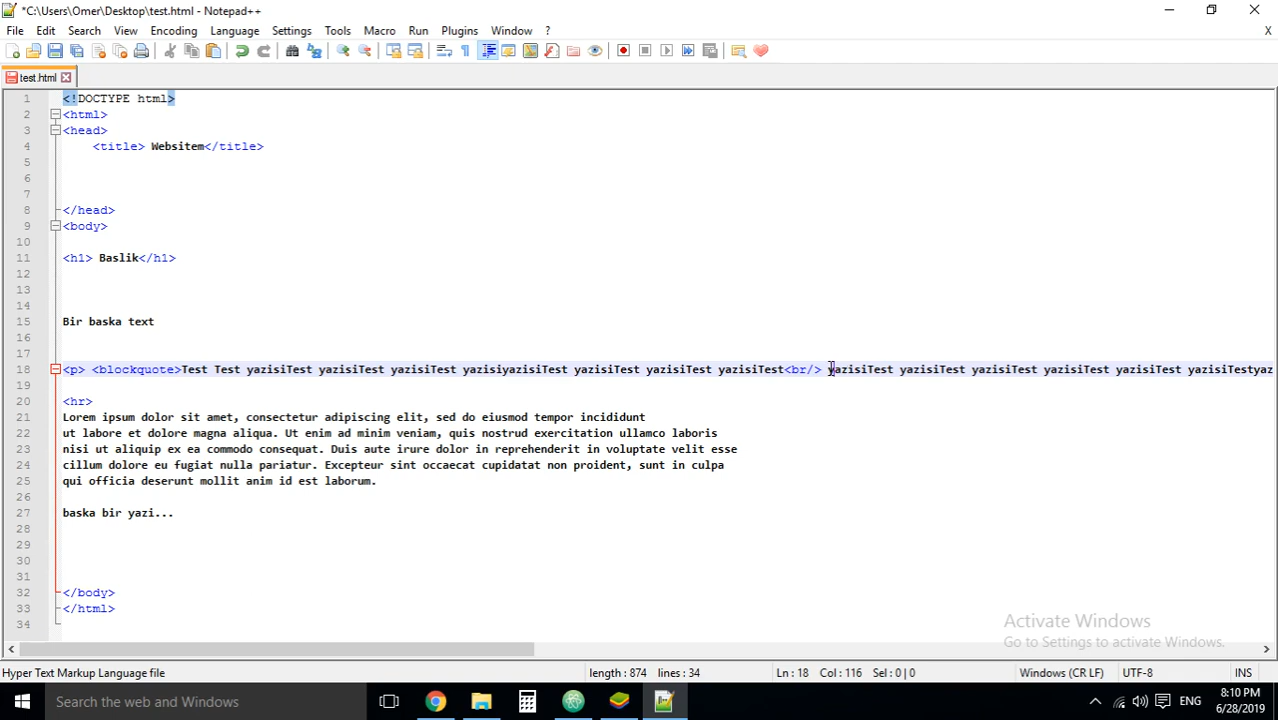 *C:\Users\Omer\Desktop\test.html - Notepad++
File Edit Search View Encoding Language Settings Tools Macro Run Plugins Window ? X
test.html
1 <!DOCTYPE html>
2 <html>
3 <head>
4 <title> Websitem</title>
5
6
7
8 </head>
9 <body>
10
11 <h1> Baslik</h1>
12
13
14
15 Bir baska text
16
17
18 <p> <blockquote>Test Test yazisiTest yazisiTest yazisiTest yazisiyazisiTest yazisiTest yazisiTest yazisiTest<br/> yazisiTest yazisiTest yazisiTest yazisiTest yazisiTest yazisiTestyaz
19
20 <hr>
21 Lorem ipsum dolor sit amet, consectetur adipiscing elit, sed do eiusmod tempor incididunt
22 ut labore et dolore magna aliqua. Ut enim ad minim veniam, quis nostrud exercitation ullamco laboris
23 nisi ut aliquip ex ea commodo consequat. Duis aute irure dolor in reprehenderit in voluptate velit esse
24 cillum dolore eu fugiat nulla pariatur. Excepteur sint occaecat cupidatat non proident, sunt in culpa
25 qui officia deserunt mollit anim id est laborum.
26
27 baska bir yazi...
28
29
30
31
32 </body>
33 </html>
34
Activate Windows
Go to Settings to activate Windows.
Hyper Text Markup Language file length : 874 lines : 34 Ln : 18 Col : 116 Sel : 0 | 0 Windows (CR LF) UTF-8 INS
Search the web and Windows ENG 8:10 PM
6/28/2019